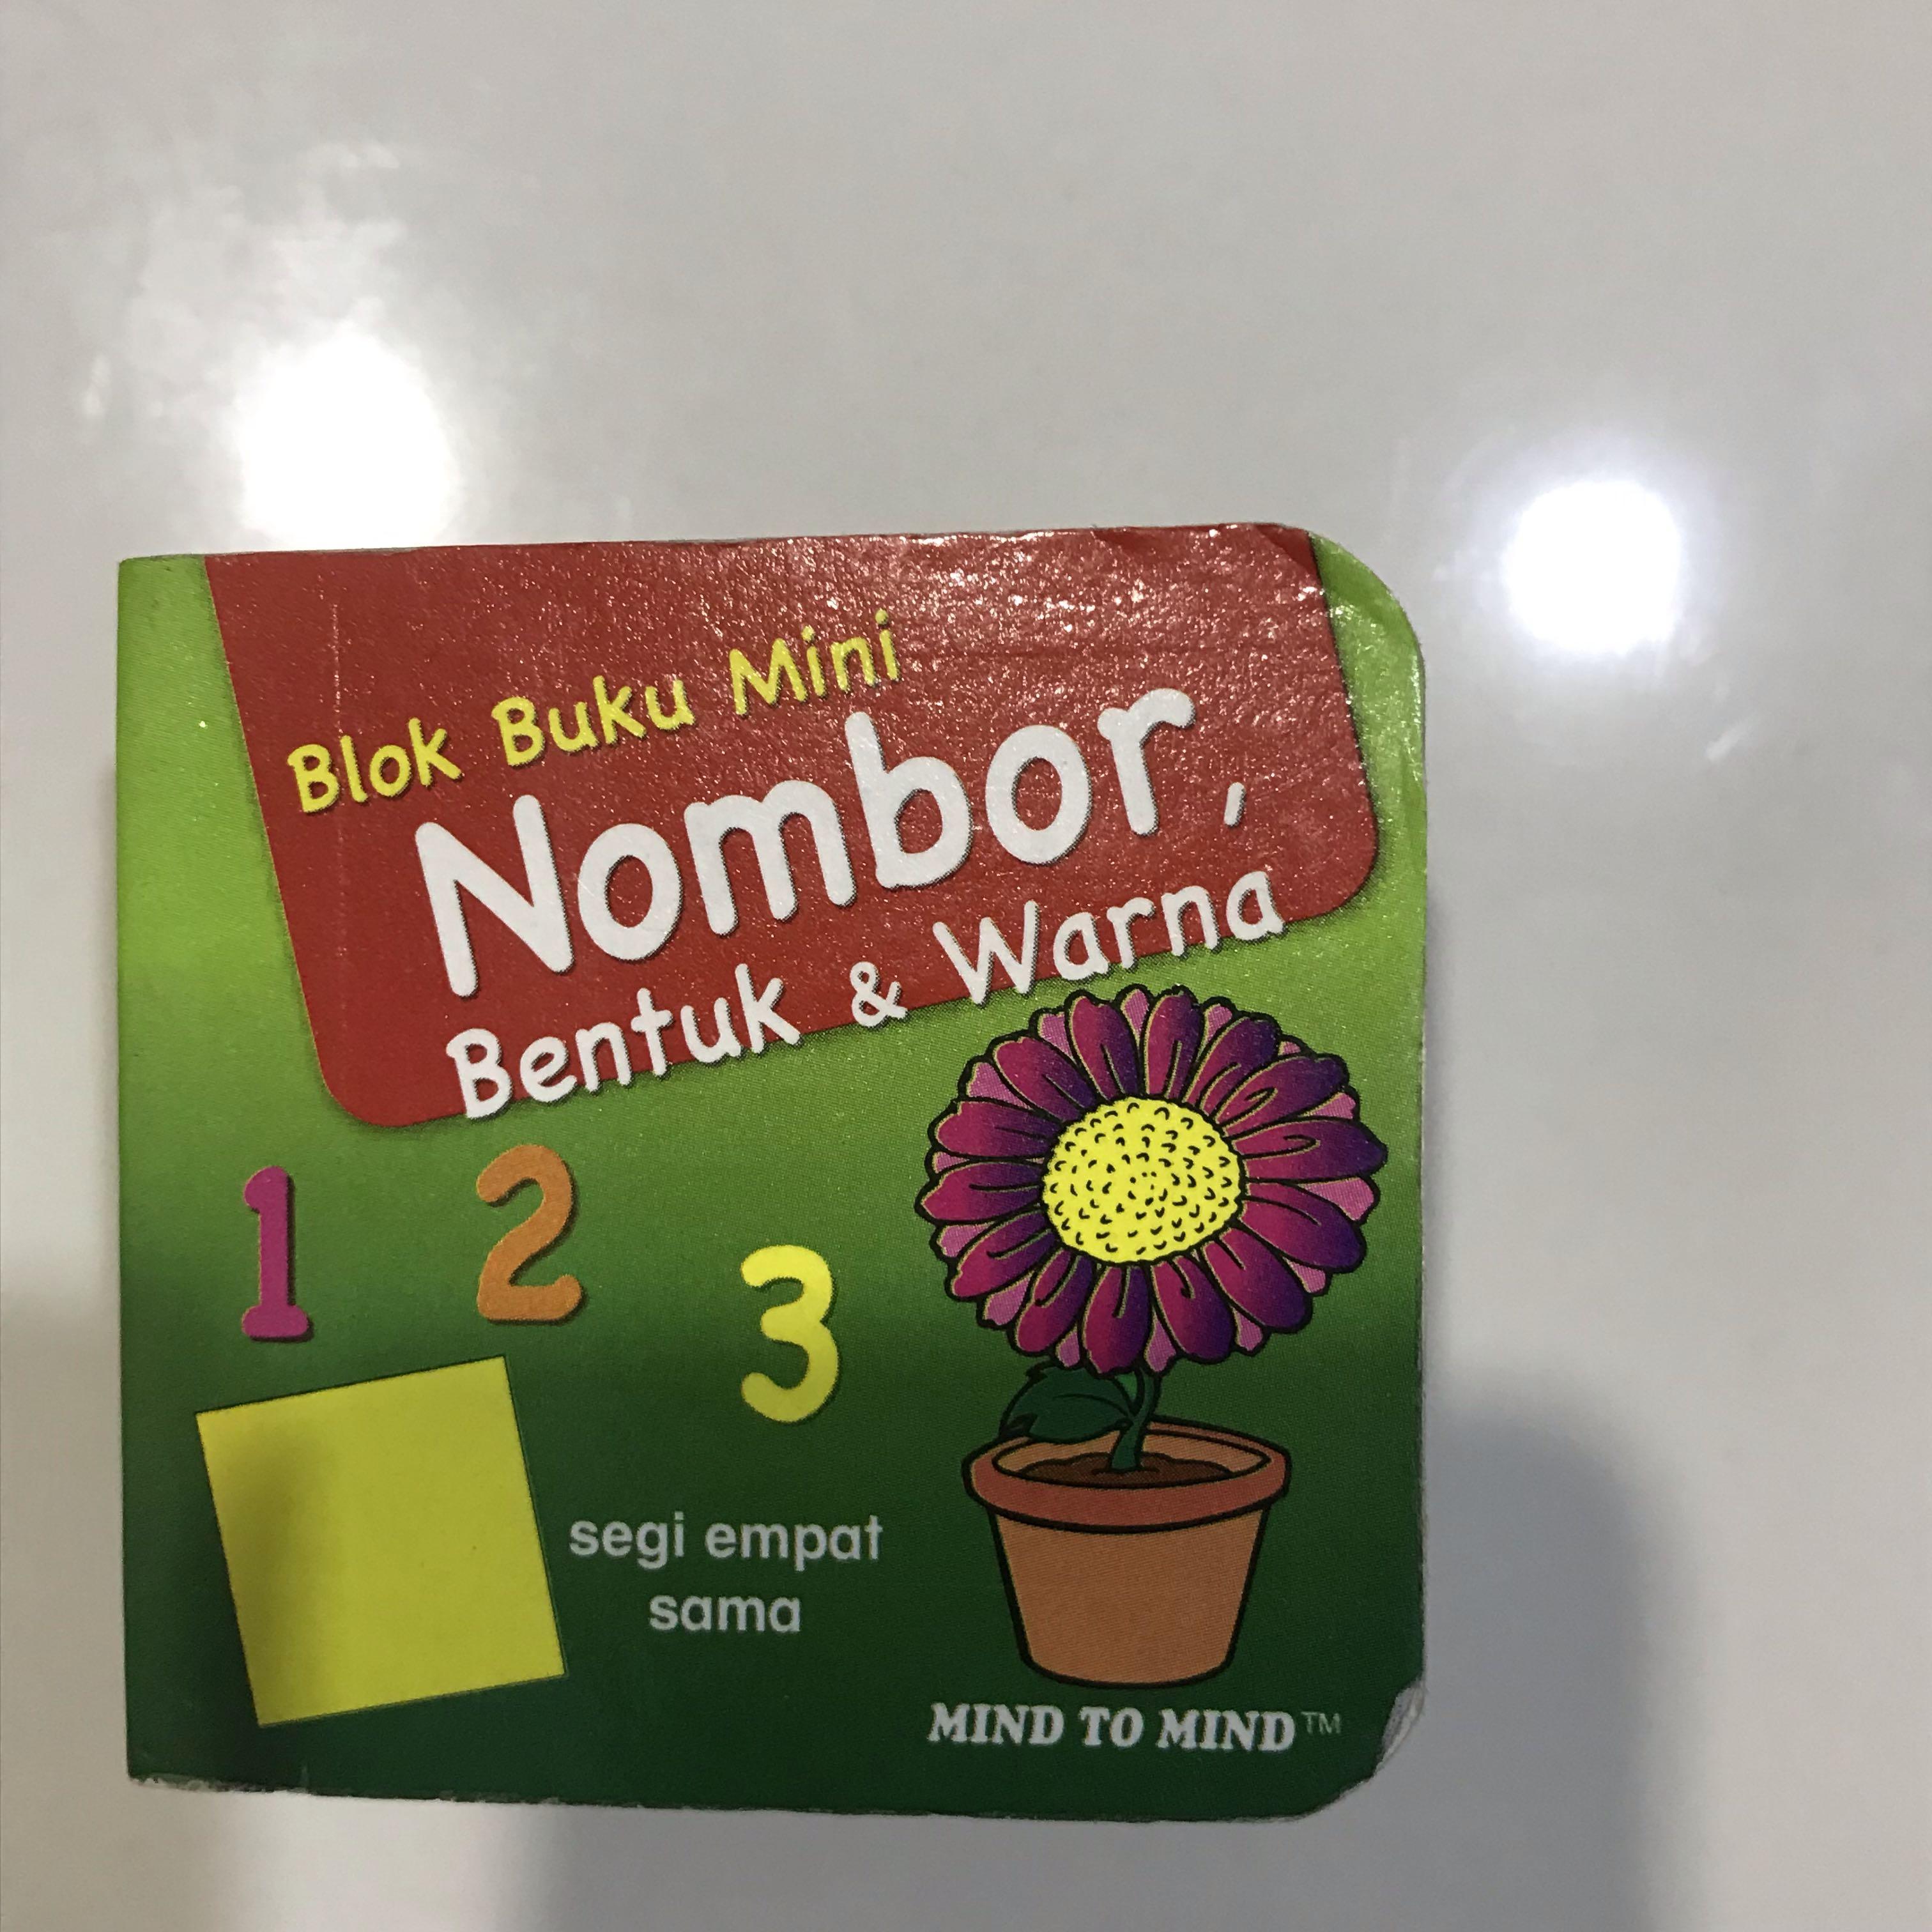 Blok Buku Mini
Nombor,
Bentuk & Warna
1 2 3
segi empat
sama
MIND TO MIND™